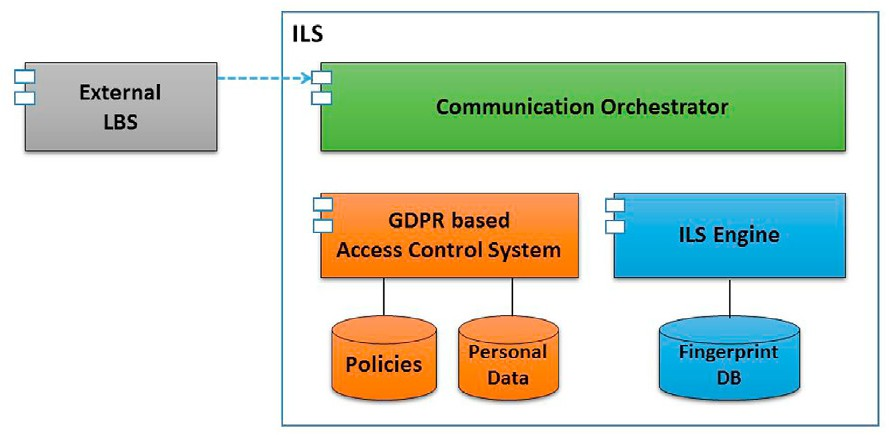 ILS
External
LBS
Communication Orchestrator
GDPR based
Access Control System
ILS Engine
Policies
Personal
Data
Fingerprint
DB